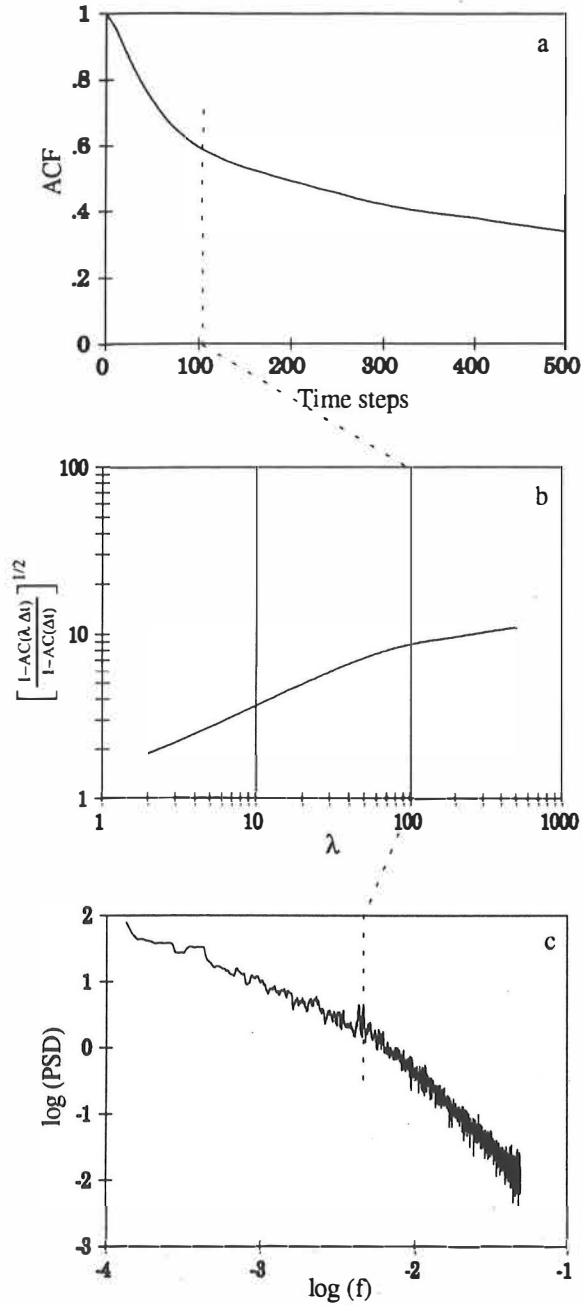 a
1
.8
.6
.4
.2
0
ACF
0 100 200 300 400 500
Time steps
b
100
10
1
[1-AC(λ Δt) / 1-AC(Δt)]^1/2
1 10 100 1000
λ
c
2
1
0
-1
-2
-3
log (PSD)
-4 -3 -2 -1
log (f)